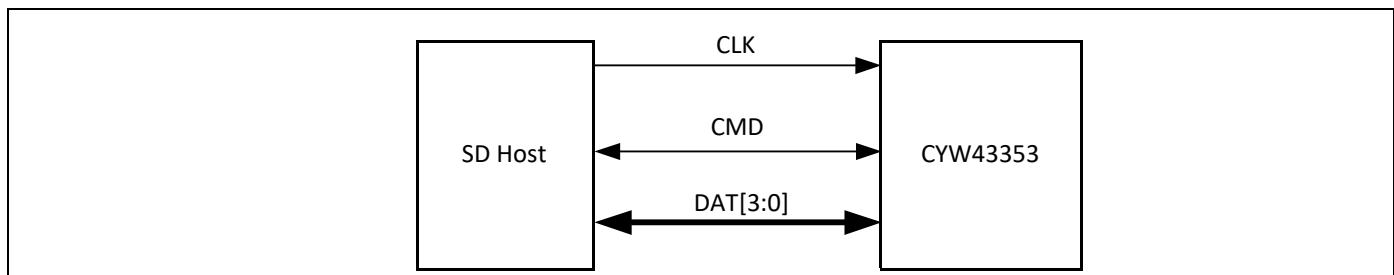 CLK
CMD
SD Host
CYW43353
DAT[3:0]